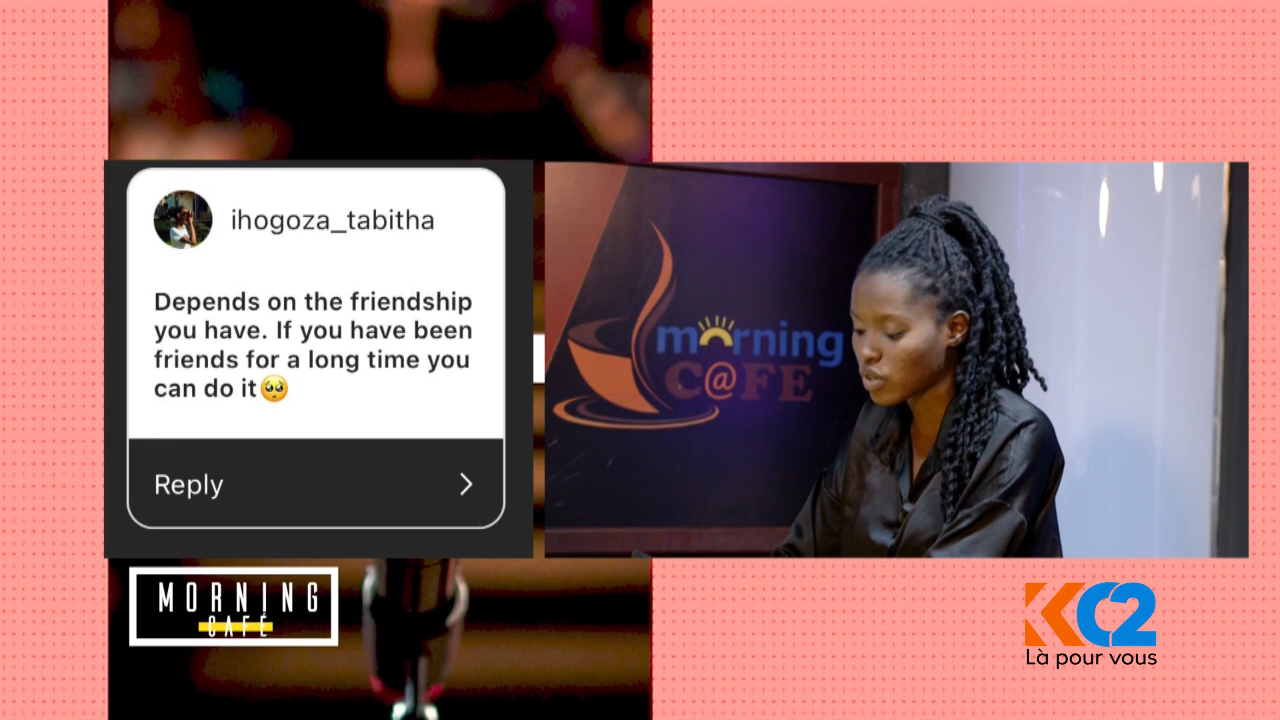 ihogoza_tabitha
Depends on the friendship
you have. If you have been
friends for a long time you
can do it🥺
Reply
morning
C@FE
MORNING
CAFÉ
KC2
Là pour vous